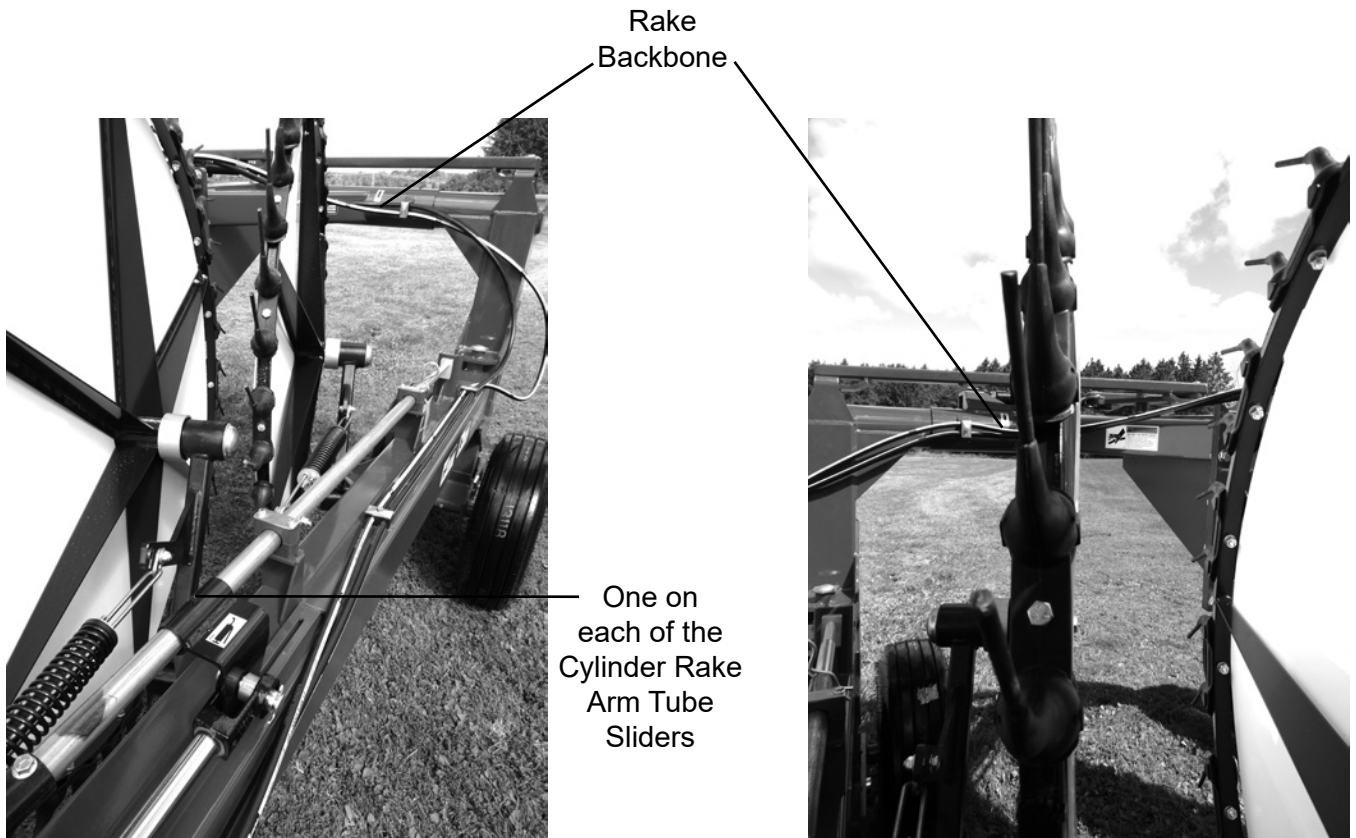 Rake
Backbone
One on
each of the
Cylinder Rake
Arm Tube
Sliders